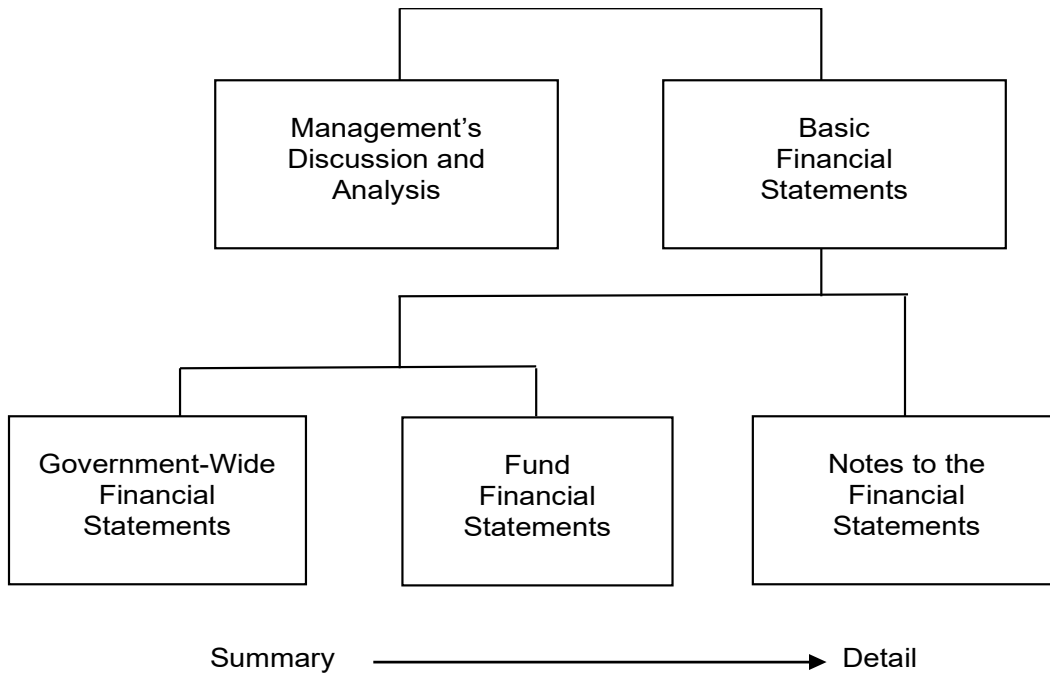 Management’s
Discussion and
Analysis
Basic
Financial
Statements
Government-Wide
Financial
Statements
Fund
Financial
Statements
Notes to the
Financial
Statements
Summary
Detail